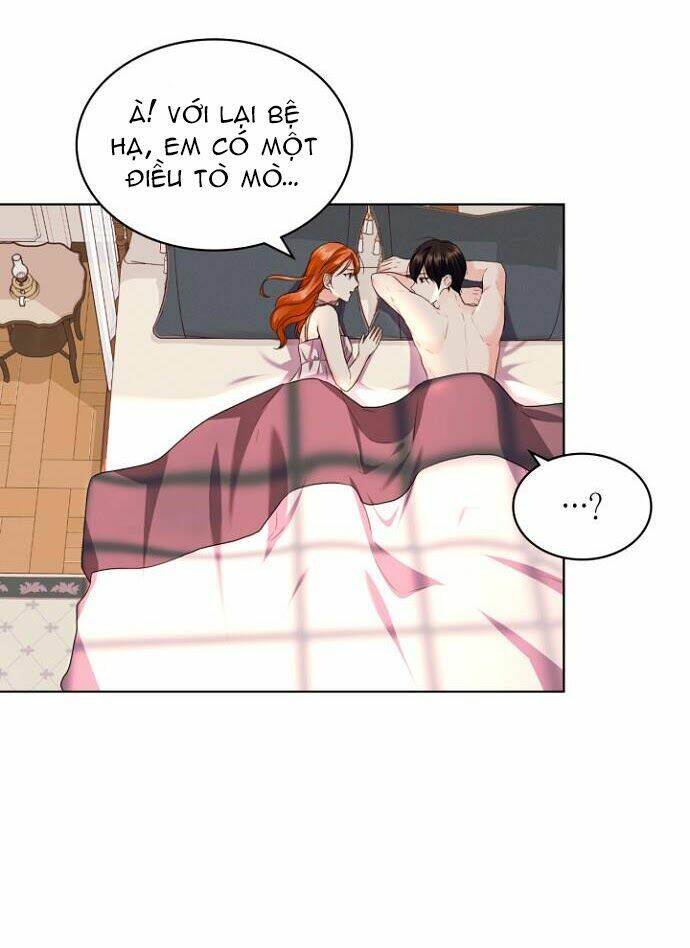 À! VỚI LẠI BỆ
HẠ, EM CÓ MỘT
ĐIỀU TÒ MÒ...
...?